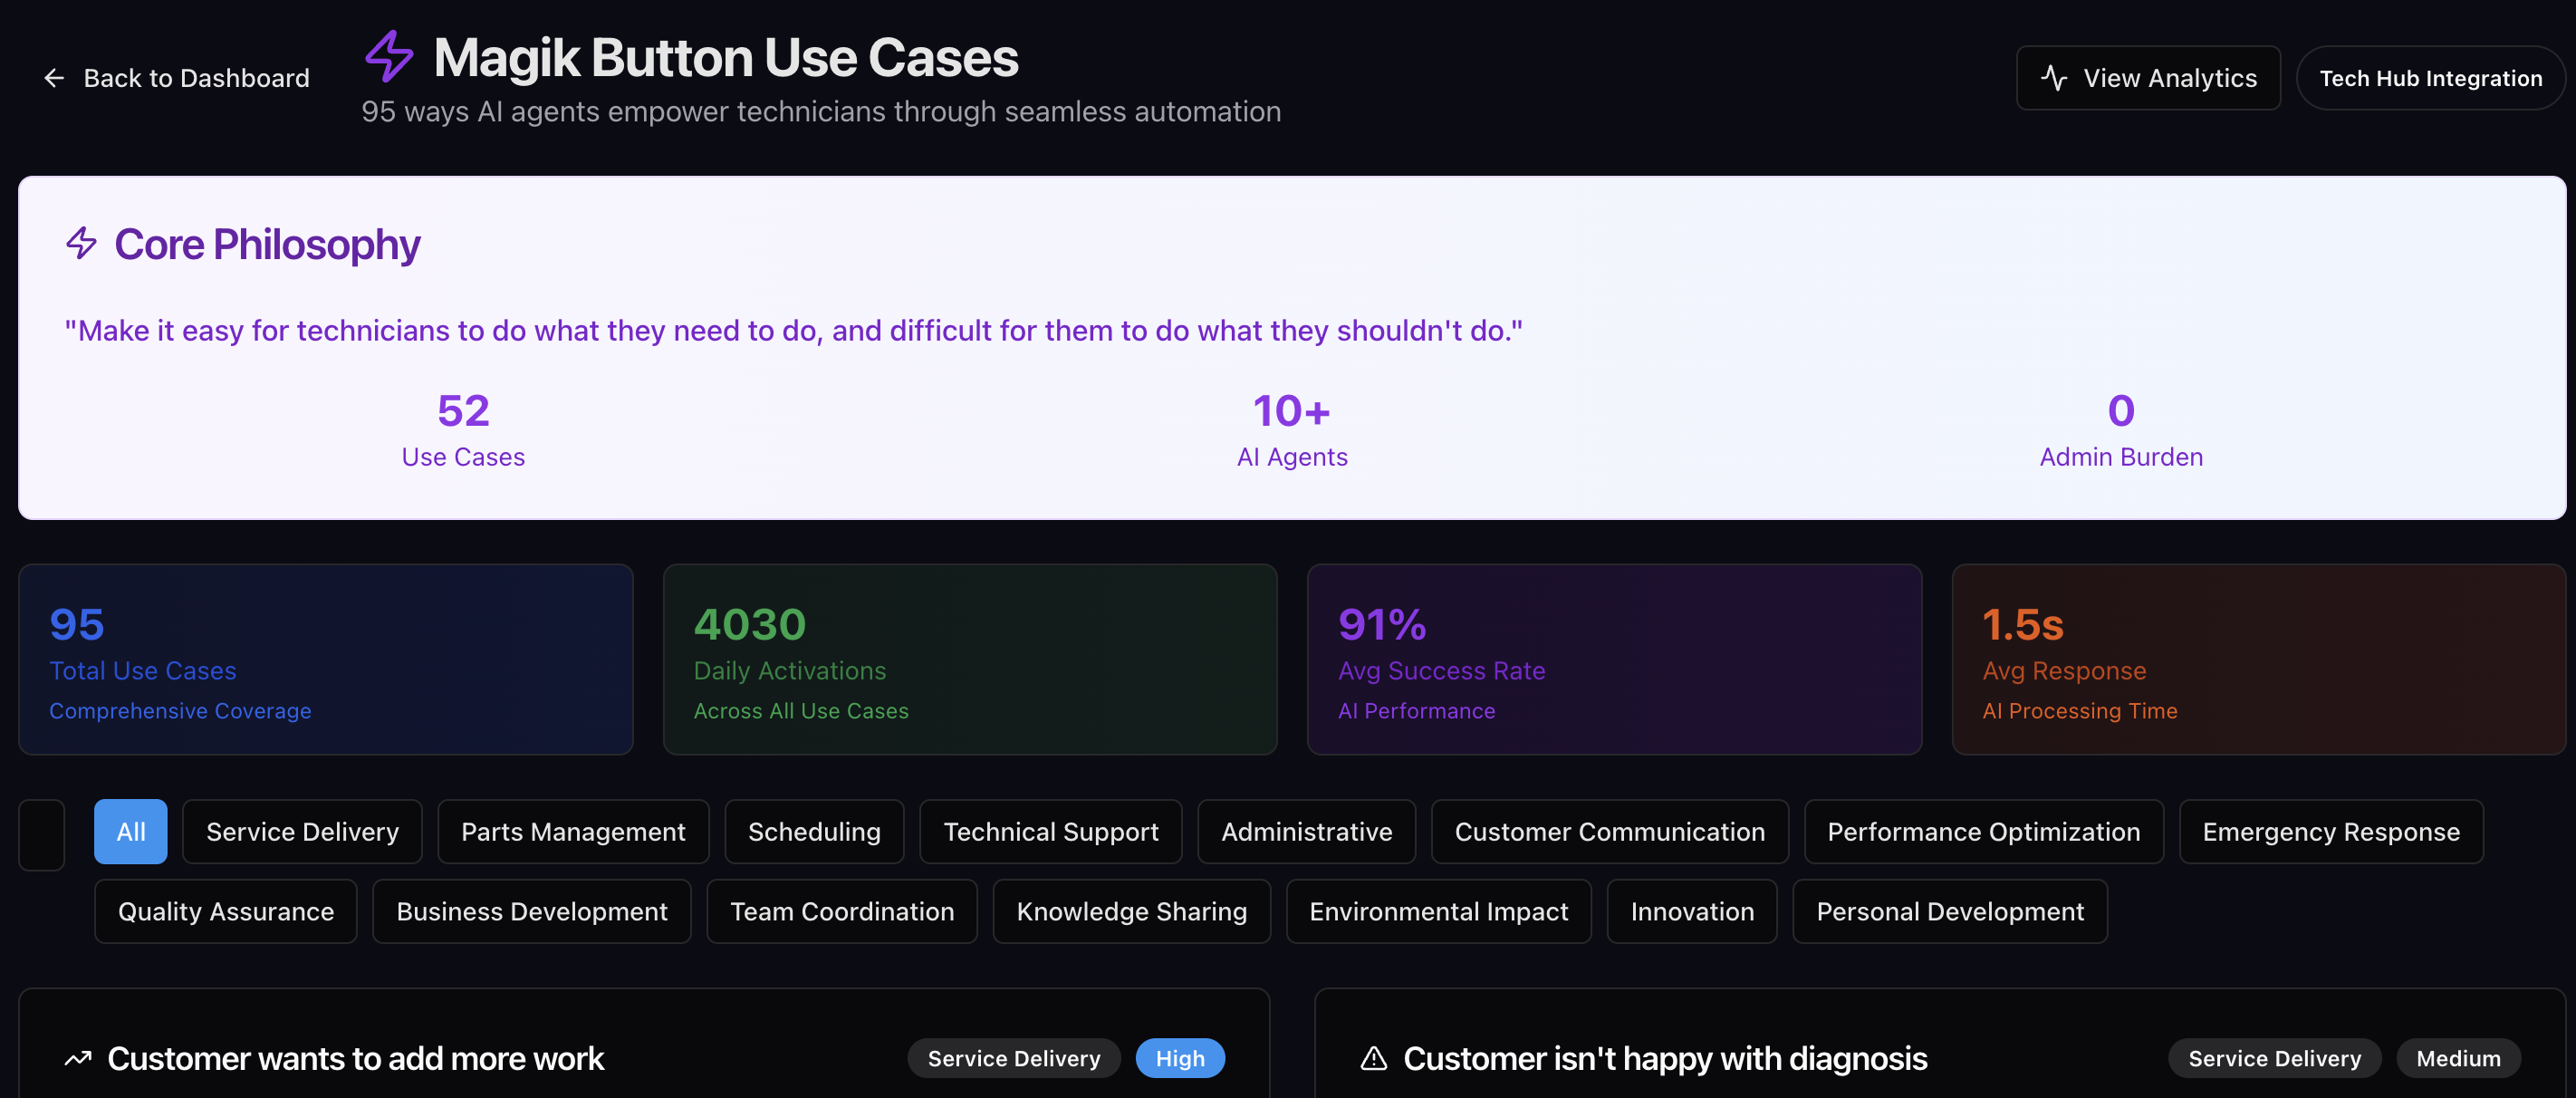 Back to Dashboard
Magik Button Use Cases
95 ways AI agents empower technicians through seamless automation
View Analytics
Tech Hub Integration
Core Philosophy
"Make it easy for technicians to do what they need to do, and difficult for them to do what they shouldn't do."
52
Use Cases
10+
AI Agents
0
Admin Burden
95
Total Use Cases
Comprehensive Coverage
4030
Daily Activations
Across All Use Cases
91%
Avg Success Rate
AI Performance
1.5s
Avg Response
AI Processing Time
All
Service Delivery
Parts Management
Scheduling
Technical Support
Administrative
Customer Communication
Performance Optimization
Emergency Response
Quality Assurance
Business Development
Team Coordination
Knowledge Sharing
Environmental Impact
Innovation
Personal Development
Customer wants to add more work
Service Delivery
High
Customer isn't happy with diagnosis
Service Delivery
Medium